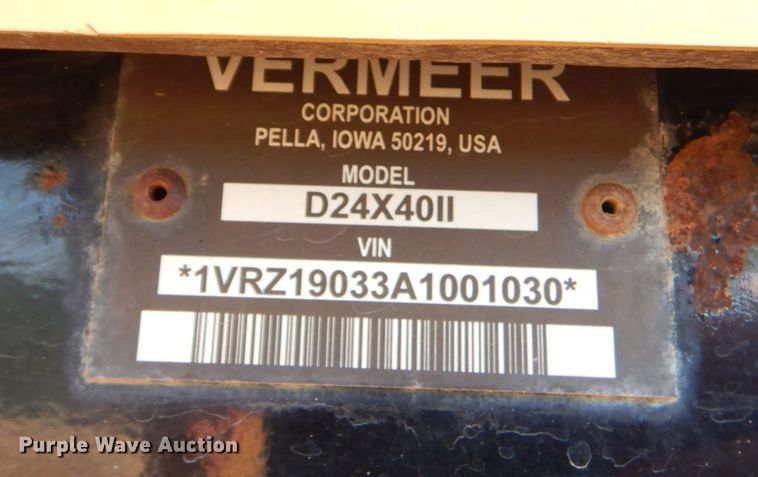 VERMEER
CORPORATION
PELLA, IOWA 50219, USA
MODEL
D24X40II
VIN
*1VRZ19033A1001030*
Purple Wave Auction